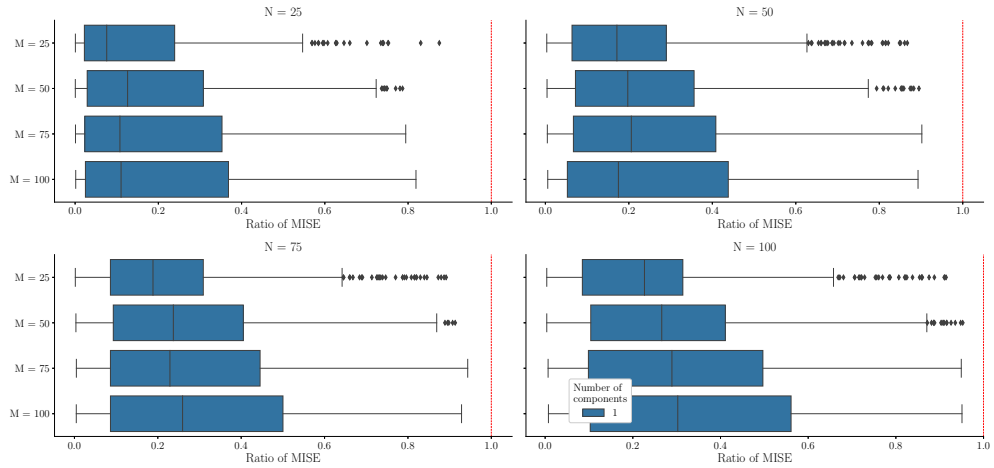 N = 25
M = 25
M = 50
M = 75
M = 100
0.0 0.2 0.4 0.6 0.8 1.0
Ratio of MISE
N = 50
0.0 0.2 0.4 0.6 0.8 1.0
Ratio of MISE
N = 75
M = 25
M = 50
M = 75
M = 100
0.0 0.2 0.4 0.6 0.8 1.0
Ratio of MISE
N = 100
Number of
components
1
0.0 0.2 0.4 0.6 0.8 1.0
Ratio of MISE